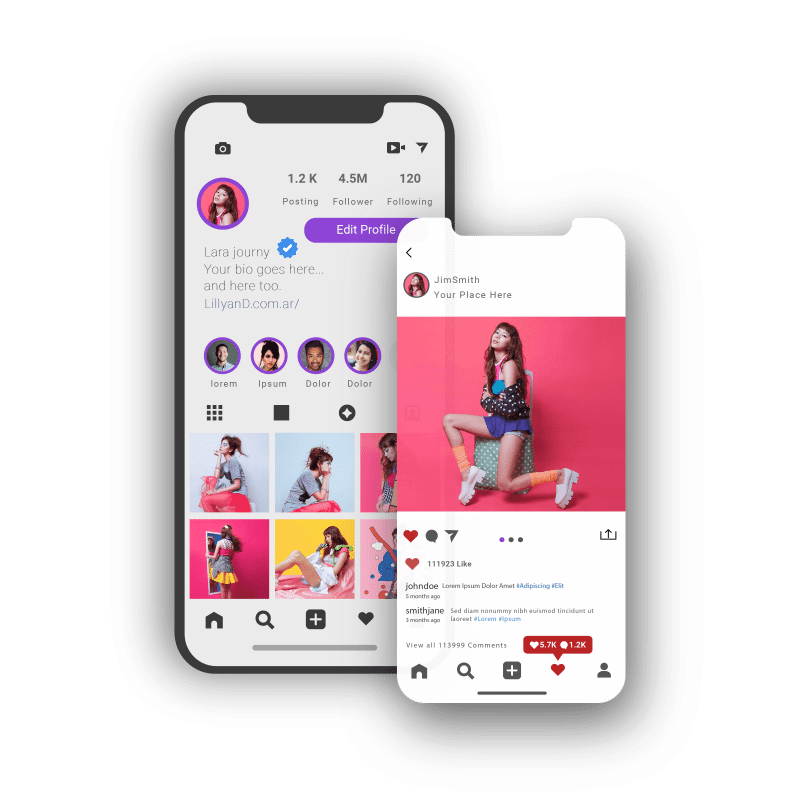 1.2 K 4.5M 120
Posting Follower Following
Edit Profile
Lara journy
Your bio goes here...
and here too.
LillyanD.com.ar/
lorem Ipsum Dolor Dolor
JimSmith
Your Place Here
111923 Like
johndoe Lorem Ipsum Dolor Amet #Adipiscing #Elit
5 months ago
smithjane Sed diam nonummy nibh euismod tincidunt ut
3 months ago laoreet #Lorem #Ipsum
View all 113999 Comments
5.7K 1.2K